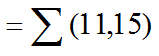 = ∑ (11,15)